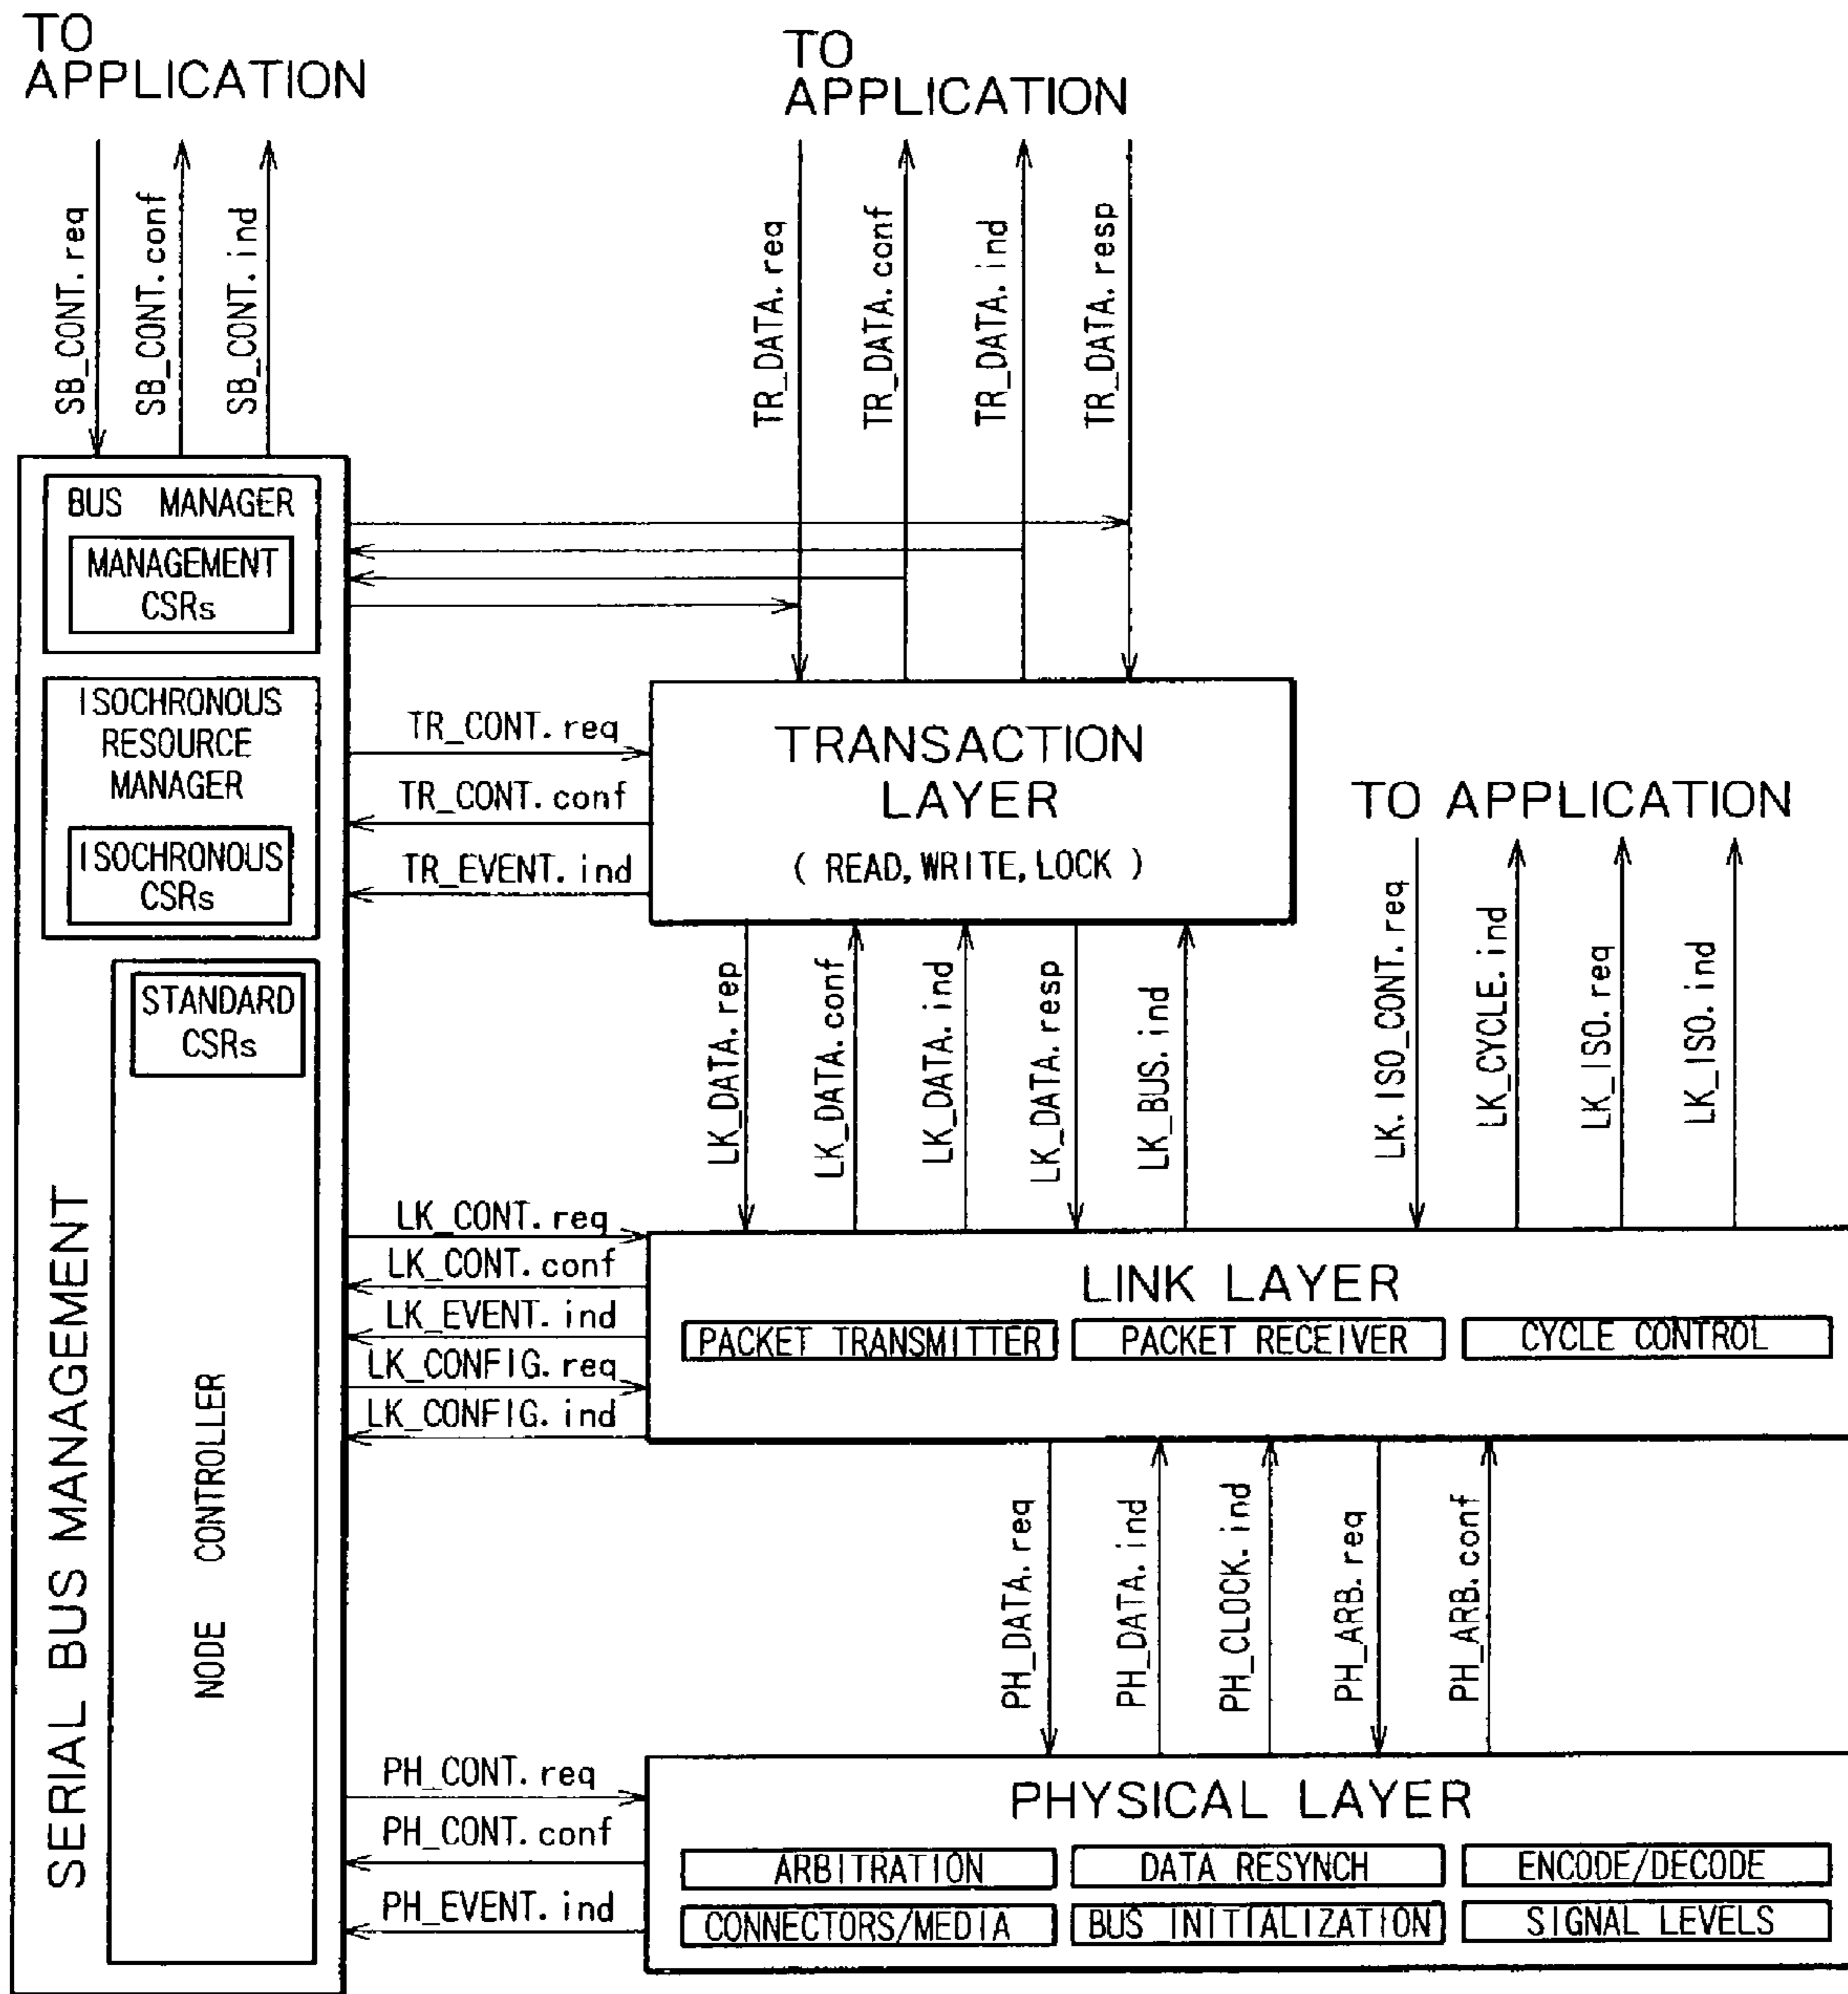 TO
APPLICATION
TO
APPLICATION
SB_CONT.req
SB_CONT.conf
SB_CONT.ind
TR_DATA.req
TR_DATA.conf
TR_DATA.ind
TR_DATA.resp
BUS MANAGER
MANAGEMENT
CSRs
ISOCHRONOUS
RESOURCE
MANAGER
ISOCHRONOUS
CSRs
TR_CONT.req
TR_CONT.conf
TR_EVENT.ind
TRANSACTION
LAYER
( READ, WRITE, LOCK )
TO APPLICATION
STANDARD
CSRs
LK_DATA.rep
LK_DATA.conf
LK_DATA.ind
LK_DATA.resp
LK_BUS.ind
LK.ISO_CONT.req
LK_CYCLE.ind
LK_ISO.req
LK_ISO.ind
SERIAL BUS MANAGEMENT
NODE CONTROLLER
LK_CONT.req
LK_CONT.conf
LK_EVENT.ind
LK_CONFIG.req
LK_CONFIG.ind
LINK LAYER
PACKET TRANSMITTER
PACKET RECEIVER
CYCLE CONTROL
PH_DATA.req
PH_DATA.ind
PH_CLOCK.ind
PH_ARB.req
PH_ARB.conf
PH_CONT.req
PH_CONT.conf
PH_EVENT.ind
PHYSICAL LAYER
ARBITRATION
DATA RESYNCH
ENCODE/DECODE
CONNECTORS/MEDIA
BUS INITIALIZATION
SIGNAL LEVELS